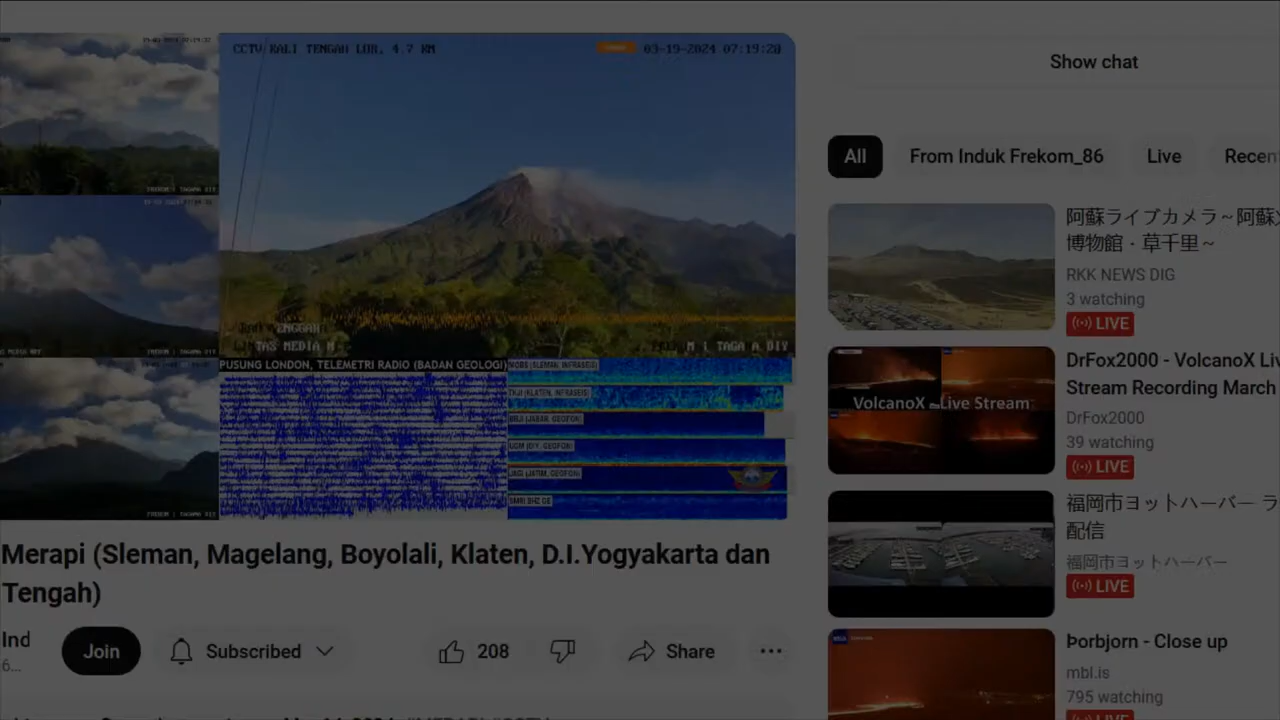 CCTV KALI TENGAH LOR, 4.7 KM
03-19-2024 07:19:20
PUSUNG LONDON, TELEMETRI RADIO (BADAN GEOLOGI)
Merapi (Sleman, Magelang, Boyolali, Klaten, D.I.Yogyakarta dan
Tengah)
Ind
6...
Join
Subscribed
208
Share
Show chat
All
From Induk Frekom_86
Live
Recen
阿蘇ライブカメラ～阿蘇
博物館・草千里～
RKK NEWS DIG
3 watching
LIVE
DrFox2000 - VolcanoX Li
Stream Recording March
DrFox2000
39 watching
LIVE
VolcanoX Live Stream
福岡市ヨットハーバー ラ
配信
福岡市ヨットハーバー
LIVE
Þorbjorn - Close up
mbl.is
795 watching